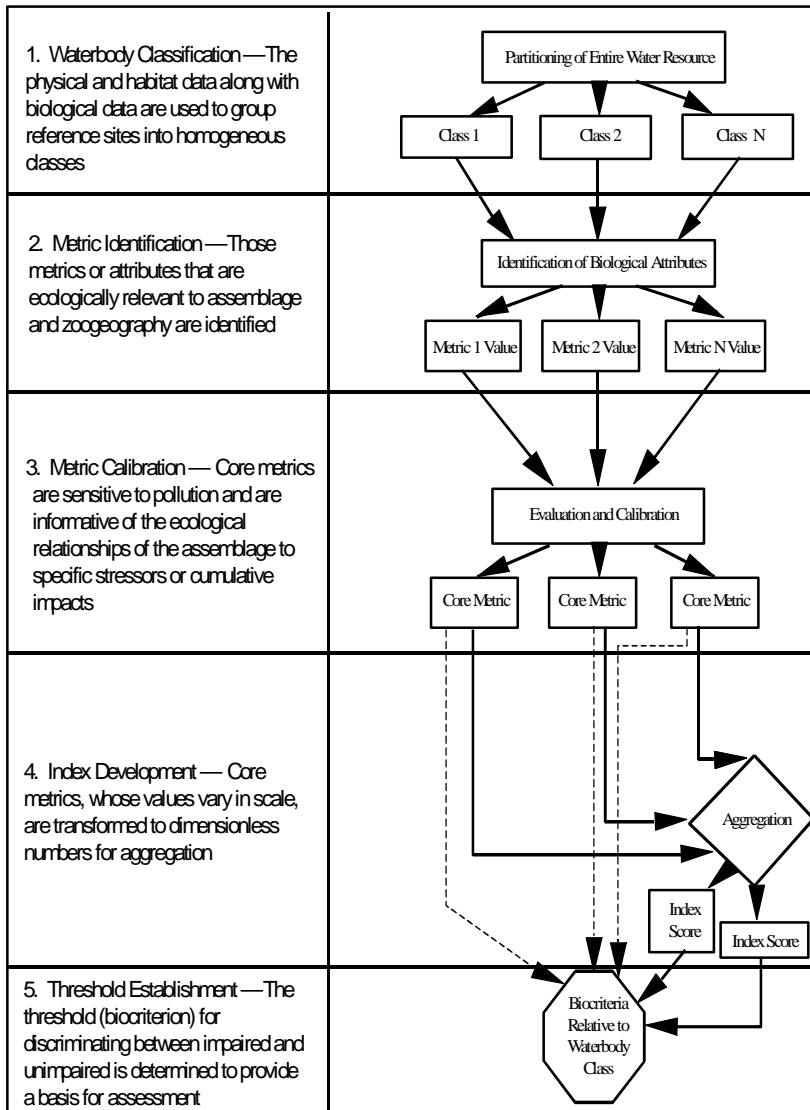 1. Waterbody Classification — The
physical and habitat data along with
biological data are used to group
reference sites into homogeneous
classes
Partitioning of Entire Water Resource
Class 1
Class 2
Class N
2. Metric Identification — Those
metrics or attributes that are
ecologically relevant to assemblage
and zoogeography are identified
Identification of Biological Attributes
Metric 1 Value
Metric 2 Value
Metric N Value
3. Metric Calibration — Core metrics
are sensitive to pollution and are
informative of the ecological
relationships of the assemblage to
specific stressors or cumulative
impacts
Evaluation and Calibration
Core Metric
Core Metric
Core Metric
4. Index Development — Core
metrics, whose values vary in scale,
are transformed to dimensionless
numbers for aggregation
Aggregation
Index
Score
Index Score
5. Threshold Establishment — The
threshold (biocriterion) for
discriminating between impaired and
unimpaired is determined to provide
a basis for assessment
Biocriteria
Relative to
Waterbody
Class